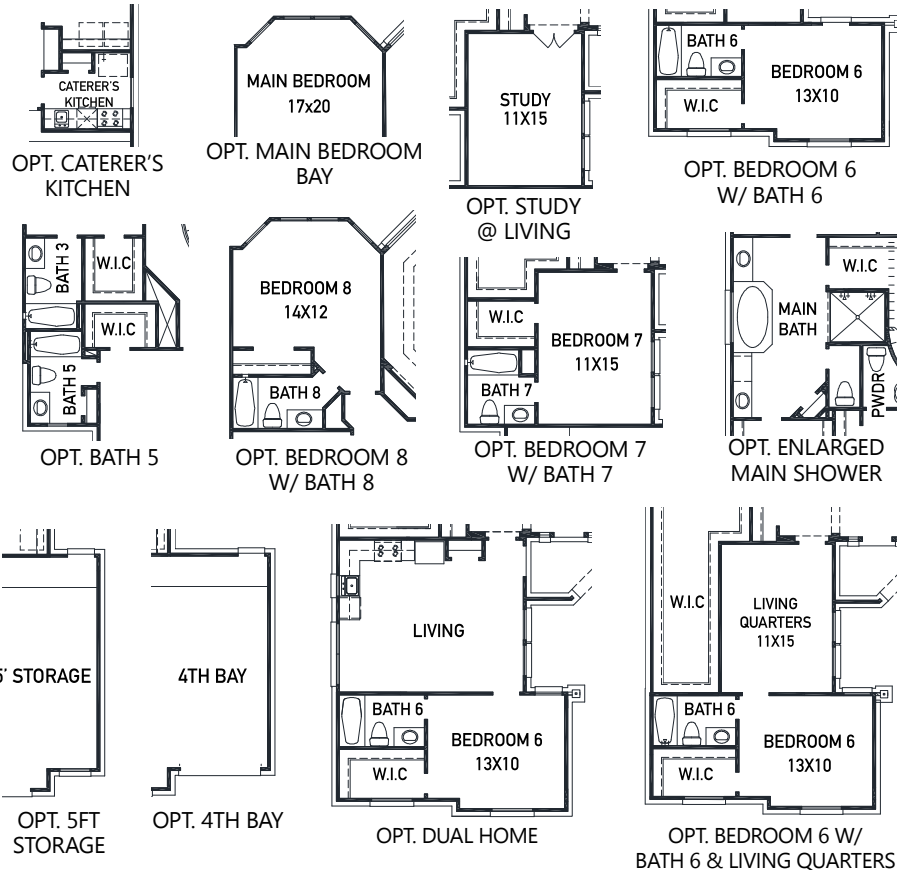 CATERER'S
KITCHEN
OPT. CATERER'S
KITCHEN
MAIN BEDROOM
17x20
OPT. MAIN BEDROOM
BAY
STUDY
11X15
OPT. STUDY
@ LIVING
BATH 6
W.I.C
BEDROOM 6
13X10
OPT. BEDROOM 6
W/ BATH 6
BATH 3
W.I.C
W.I.C
BATH 5
OPT. BATH 5
BEDROOM 8
14X12
BATH 8
OPT. BEDROOM 8
W/ BATH 8
W.I.C
BEDROOM 7
11X15
BATH 7
OPT. BEDROOM 7
W/ BATH 7
W.I.C
MAIN
BATH
PWDR
OPT. ENLARGED
MAIN SHOWER
5' STORAGE
OPT. 5FT
STORAGE
4TH BAY
OPT. 4TH BAY
LIVING
BATH 6
W.I.C
BEDROOM 6
13X10
OPT. DUAL HOME
W.I.C
LIVING
QUARTERS
11X15
BATH 6
W.I.C
BEDROOM 6
13X10
OPT. BEDROOM 6 W/
BATH 6 & LIVING QUARTERS